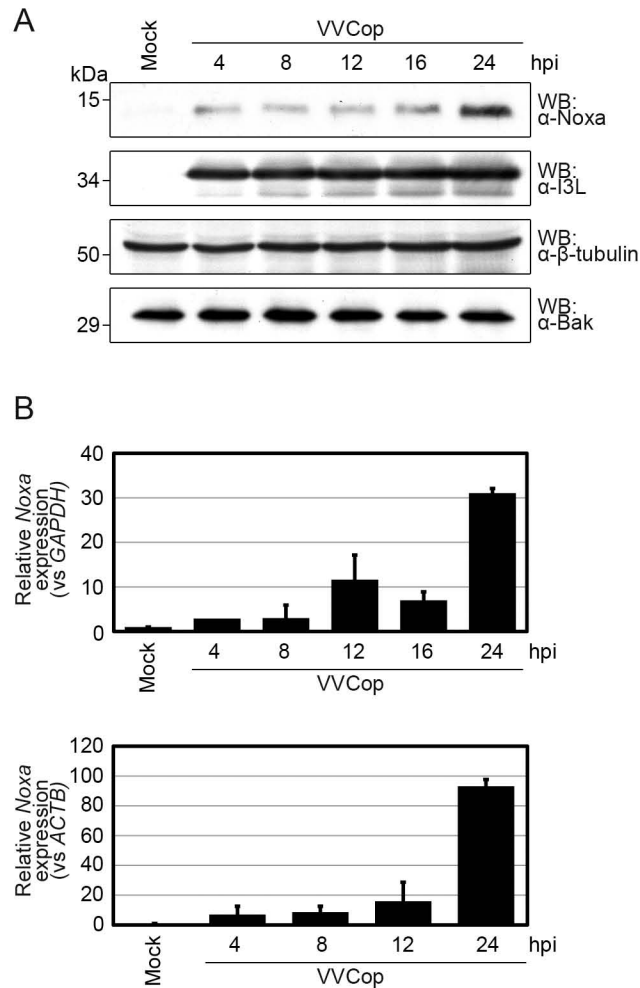 A
Mock
VVCop
4 8 12 16 24 hpi
kDa
15
WB:
α-Noxa
34
WB:
α-I3L
50
WB:
α-β-tubulin
29
WB:
α-Bak
B
Relative Noxa
expression
(vs GAPDH)
40
30
20
10
0
Mock
4 8 12 16 24 hpi
VVCop
Relative Noxa
expression
(vs ACTB)
120
100
80
60
40
20
0
Mock
4 8 12 24 hpi
VVCop